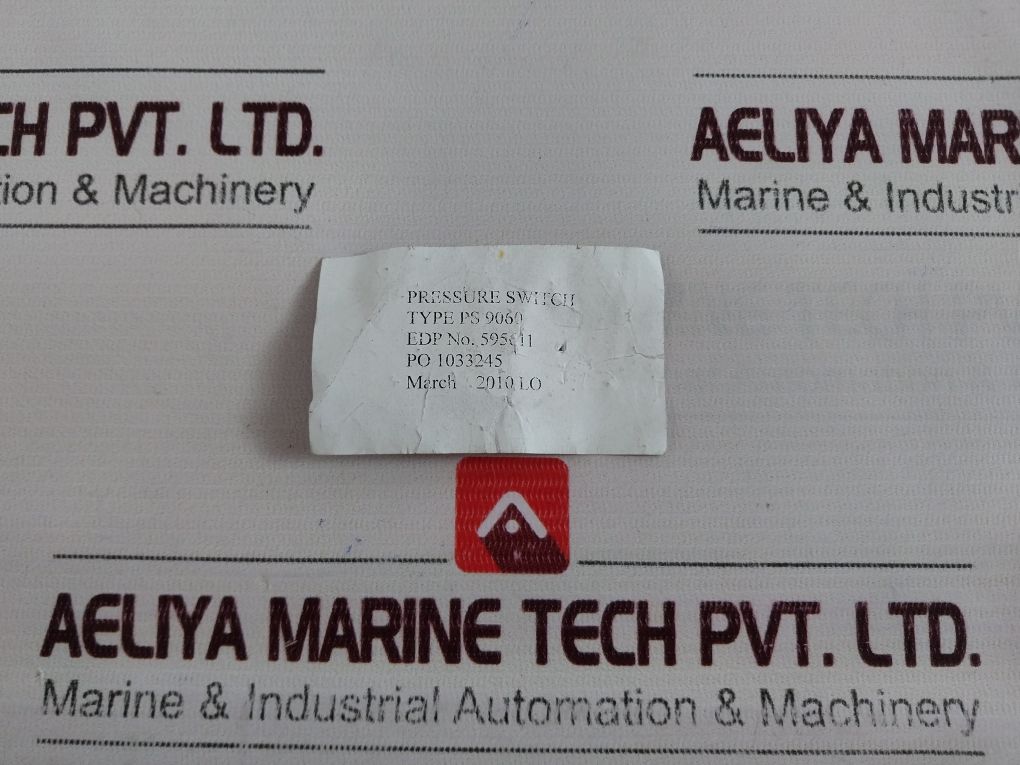 CH PVT. LTD.
tion & Machinery
AELIYA MAR
Marine & Industr
PRESSURE SWITCH
TYPE PS 9060
EDP No.
PO 1033245
March 2010 LO
AELIYA MARINE TECH PVT. LTD.
Marine & Industrial Automation & Machinery